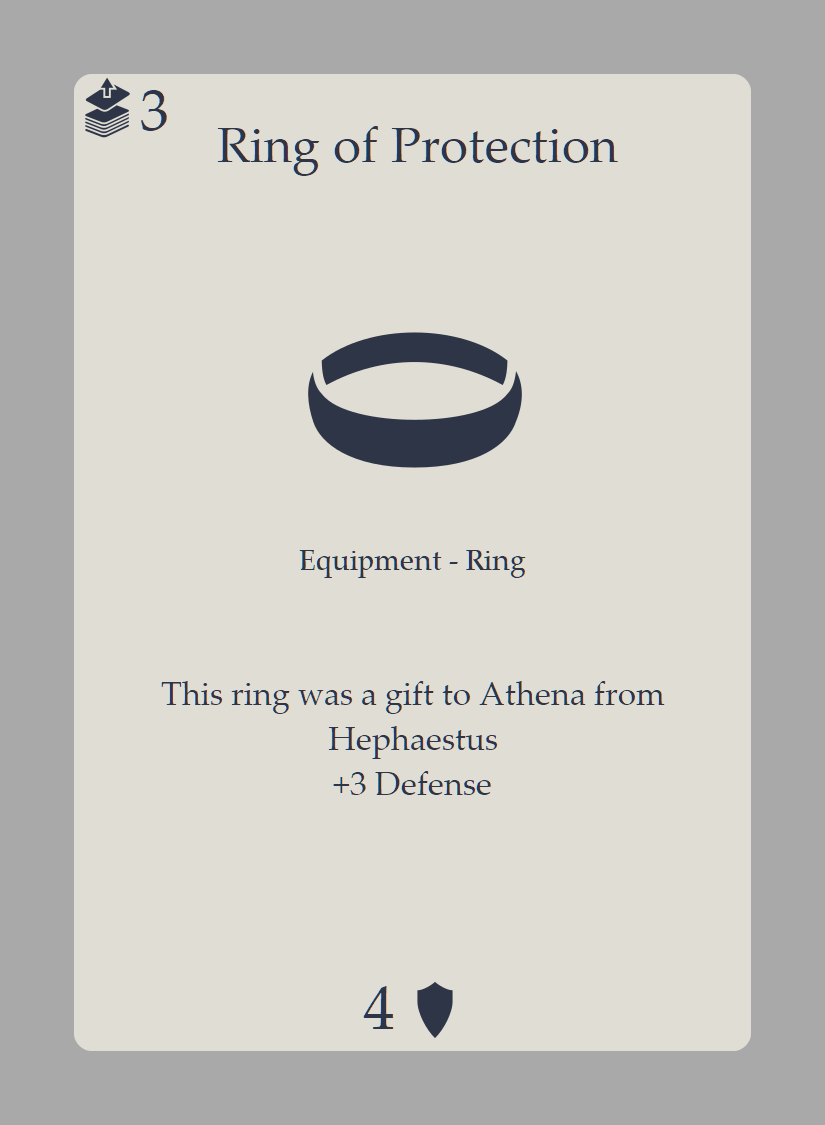 3
Ring of Protection
Equipment - Ring
This ring was a gift to Athena from
Hephaestus
+3 Defense
4